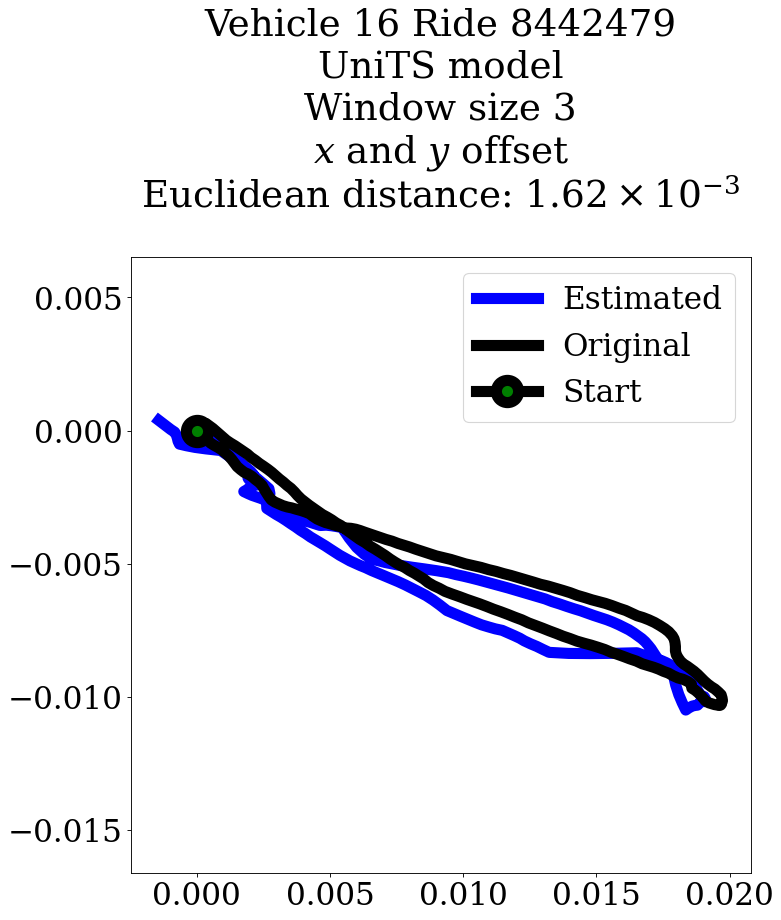 Vehicle 16 Ride 8442479
UniTS model
Window size 3
x and y offset
Euclidean distance: 1.62 × 10⁻³
Estimated
Original
Start
0.005
0.000
−0.005
−0.010
−0.015
0.000 0.005 0.010 0.015 0.020